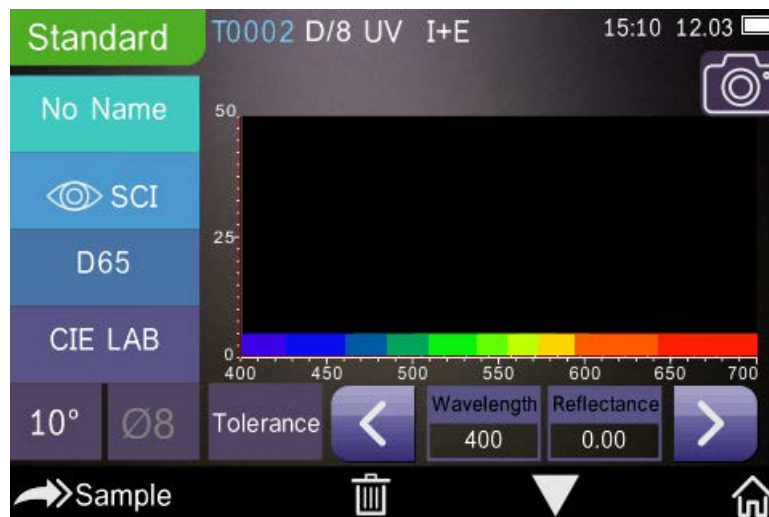 Standard
T0002 D/8 UV I+E
15:10 12.03
No Name
SCI
D65
CIE LAB
10°
Ø8
50
25
0
400 450 500 550 600 650 700
Tolerance
Wavelength
400
Reflectance
0.00
Sample